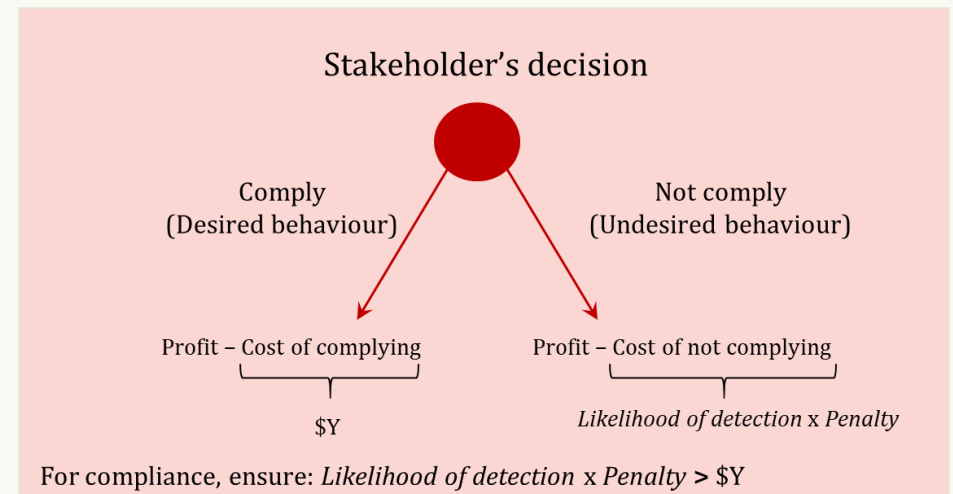 Stakeholder’s decision
Comply
(Desired behaviour)
Not comply
(Undesired behaviour)
Profit – Cost of complying
Profit – Cost of not complying
$Y
Likelihood of detection x Penalty
For compliance, ensure: Likelihood of detection x Penalty > $Y